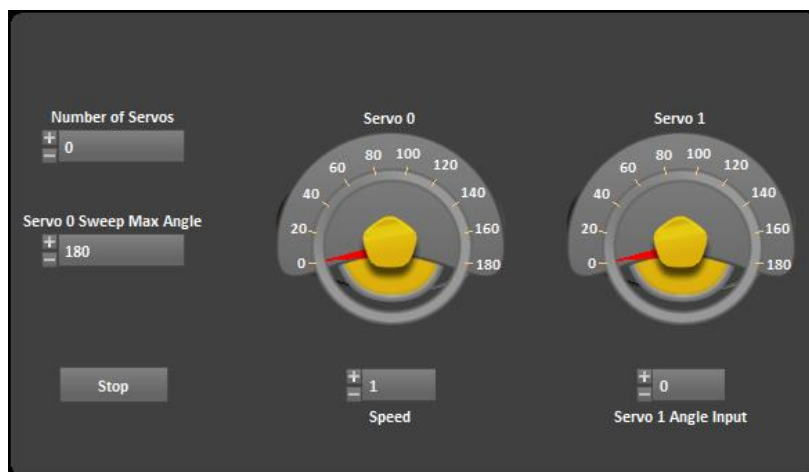 Number of Servos
+
0
−
Servo 0 Sweep Max Angle
+
180
−
Stop
Servo 0
0 20 40 60 80 100 120 140 160 180
+
1
−
Speed
Servo 1
0 20 40 60 80 100 120 140 160 180
+
0
−
Servo 1 Angle Input